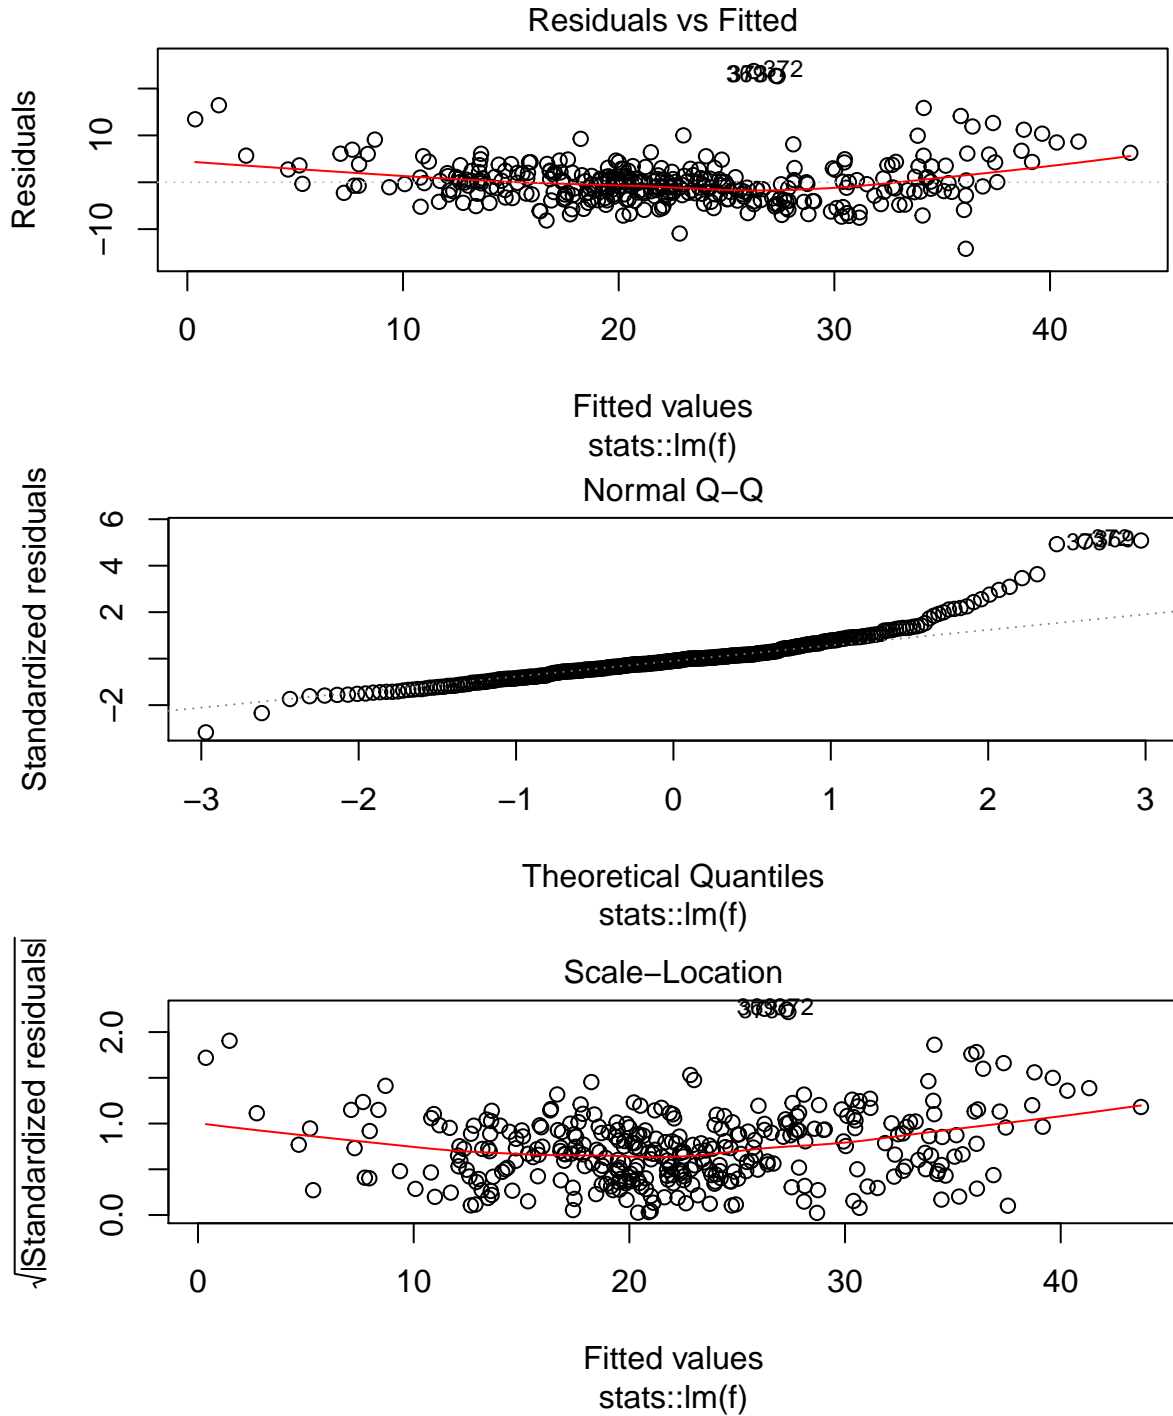 Residuals vs Fitted
Residuals
10
−10
372
0 10 20 30 40
Fitted values
stats::lm(f)
Normal Q−Q
Standardized residuals
6
4
2
−2
−3 −2 −1 0 1 2 3
Theoretical Quantiles
stats::lm(f)
Scale−Location
√|Standardized residuals|
2.0
1.0
0.0
0 10 20 30 40
Fitted values
stats::lm(f)